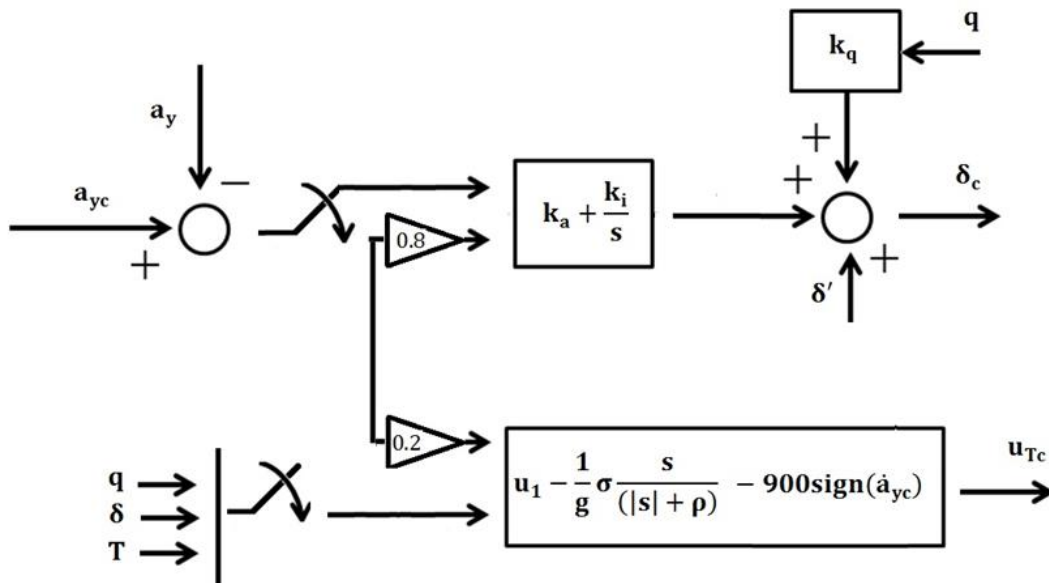 q
k_q
a_y
−
+
+
a_yc
+
0.8
k_a + k_i/s
δ_c
+
δ′
0.2
q
δ
T
u_1 − 1/g σ s/(|s| + ρ) − 900sign(ȧ_yc)
u_Tc